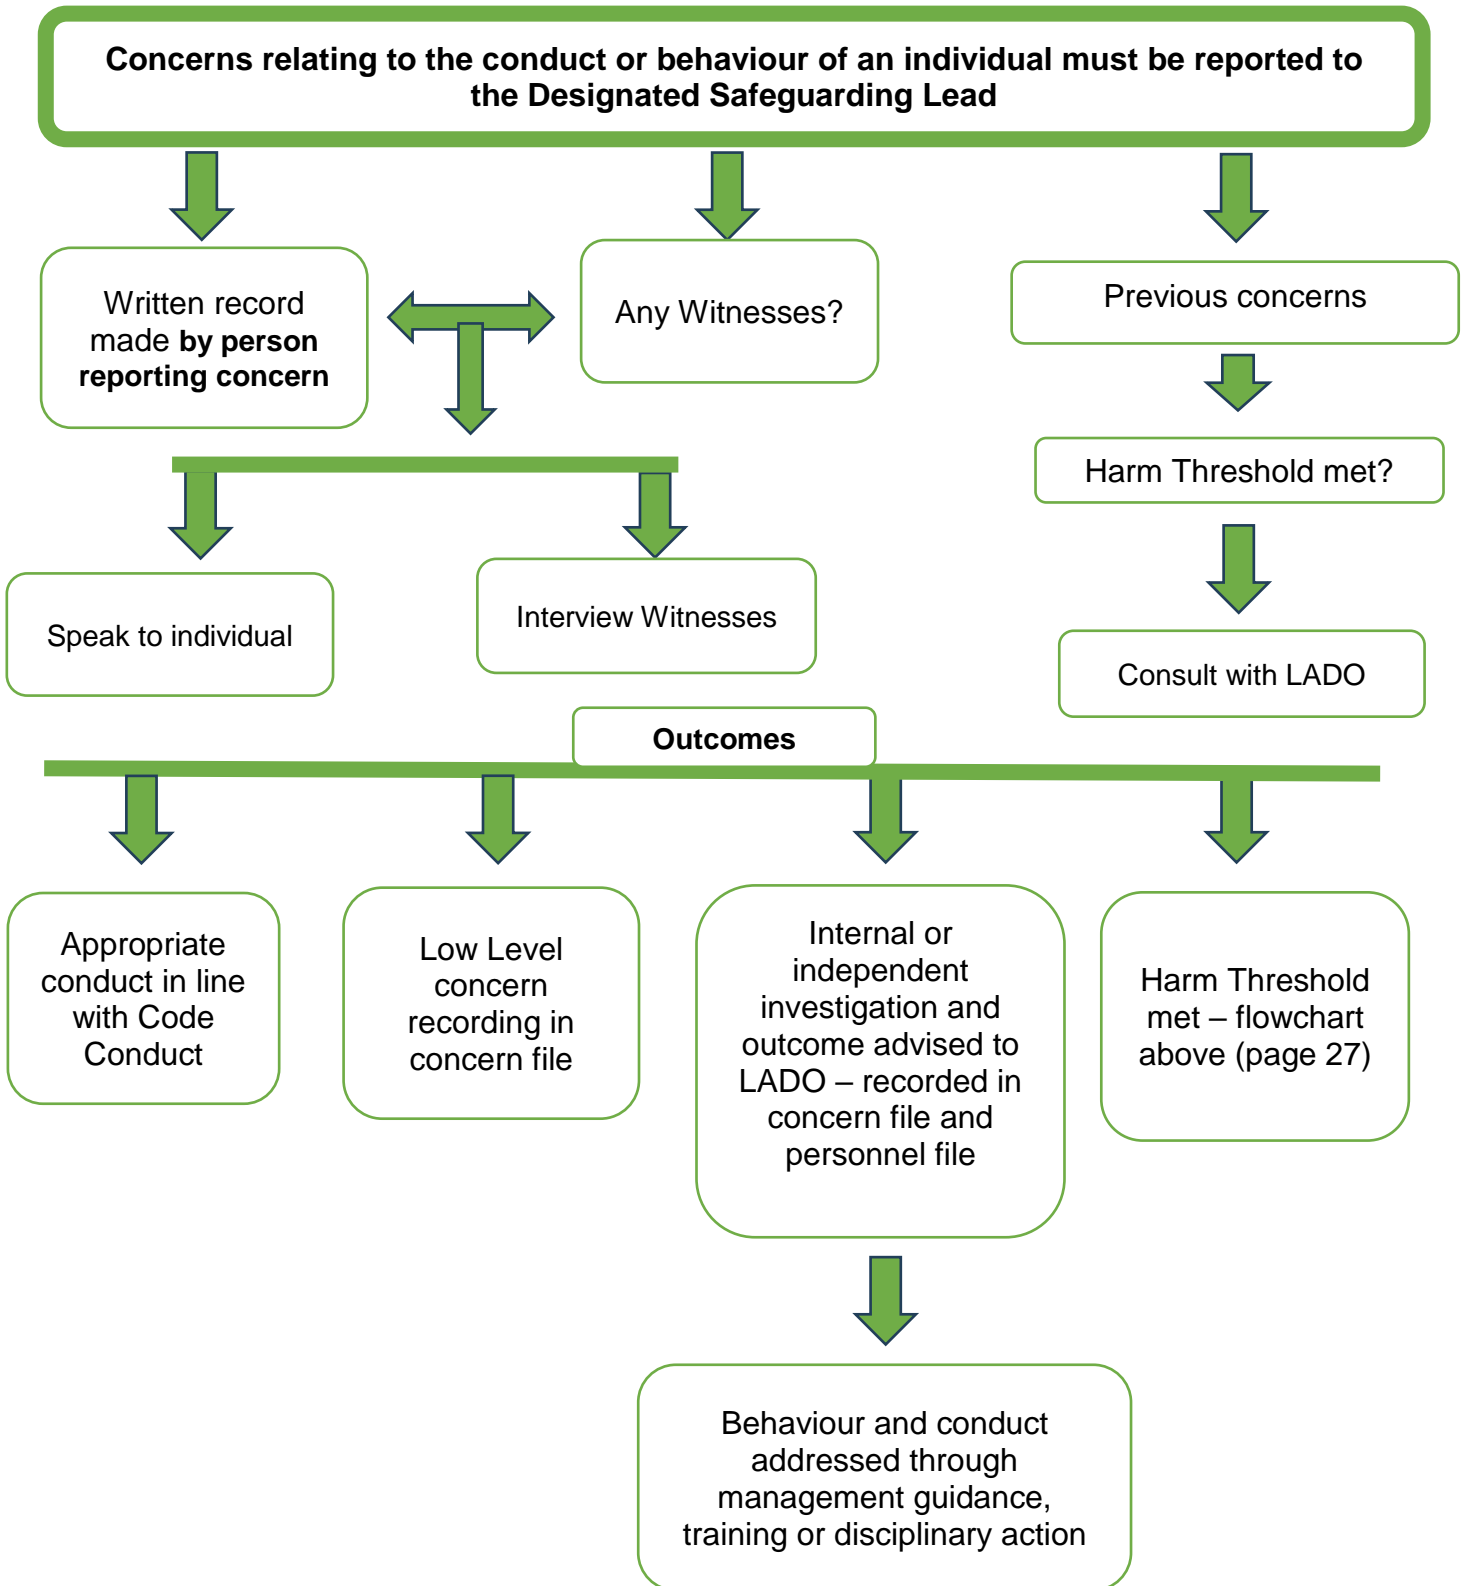 Concerns relating to the conduct or behaviour of an individual must be reported to
the Designated Safeguarding Lead
Written record
made by person
reporting concern
Any Witnesses?
Previous concerns
Harm Threshold met?
Speak to individual
Interview Witnesses
Consult with LADO
Outcomes
Appropriate
conduct in line
with Code
Conduct
Low Level
concern
recording in
concern file
Internal or
independent
investigation and
outcome advised to
LADO – recorded in
concern file and
personnel file
Harm Threshold
met – flowchart
above (page 27)
Behaviour and conduct
addressed through
management guidance,
training or disciplinary action